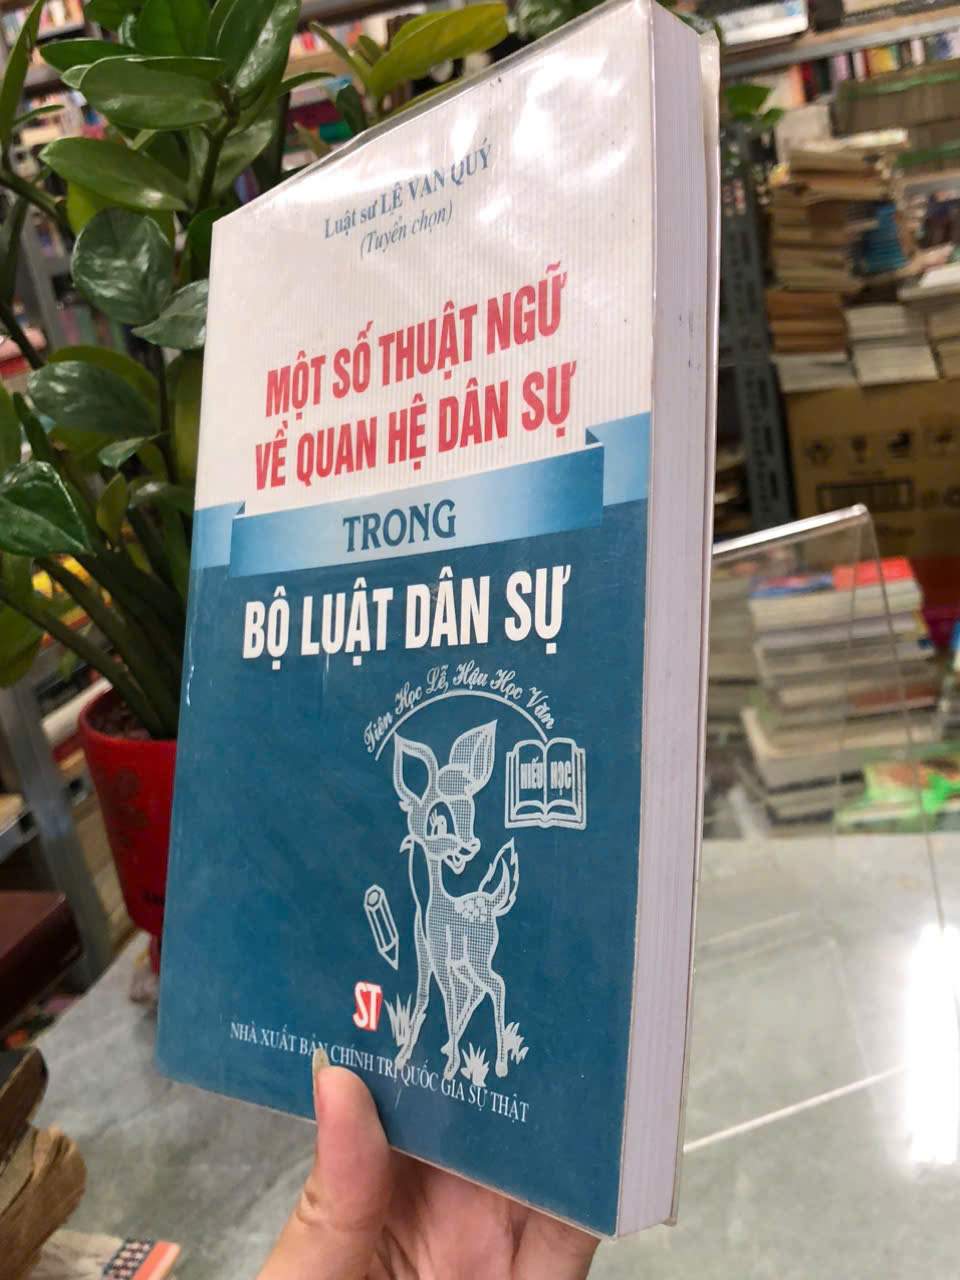 Luật sư LÊ VĂN QUÝ
(Tuyển chọn)
MỘT SỐ THUẬT NGỮ
VỀ QUAN HỆ DÂN SỰ
TRONG
BỘ LUẬT DÂN SỰ
Tiên Học Lễ, Hậu Học Văn
HIẾU HỌC
ST
NHÀ XUẤT BẢN CHÍNH TRỊ QUỐC GIA SỰ THẬT